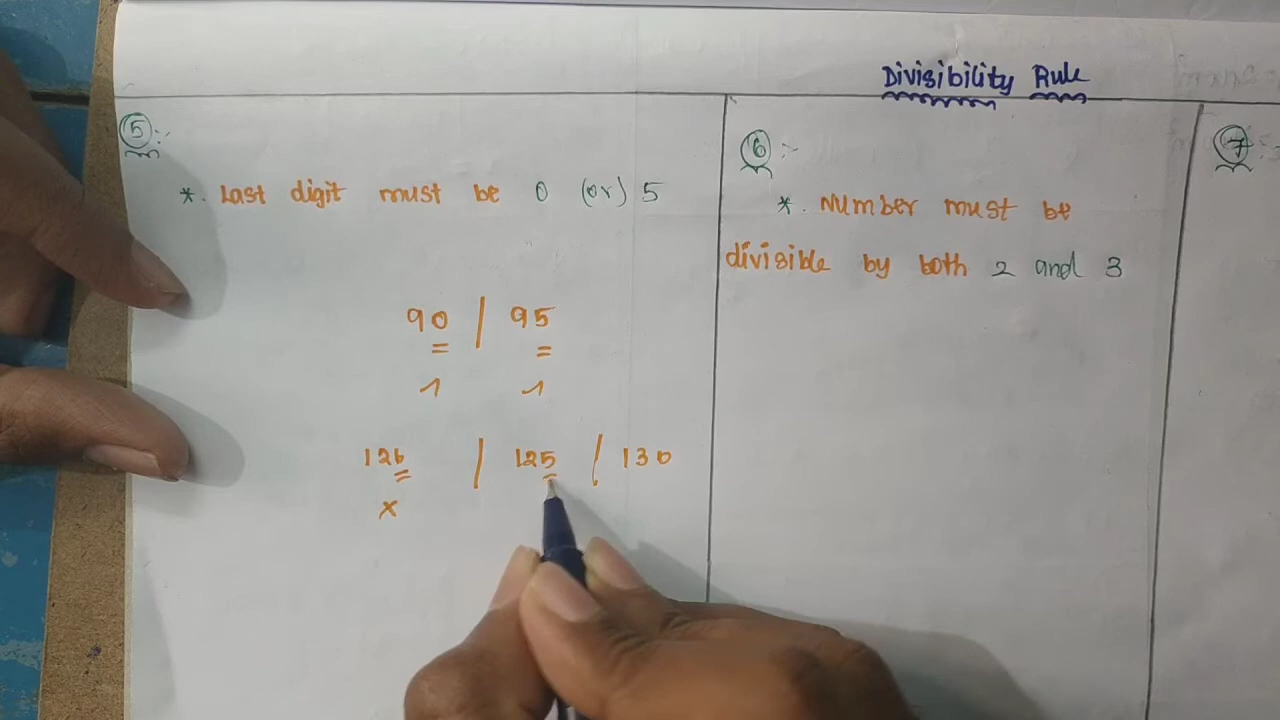 Divisibility Rule
5:-
*. Last digit must be 0 (or) 5
90 / 95
126 / 125 / 130
x
6:-
*. Number must be
divisible by both 2 and 3
7:-